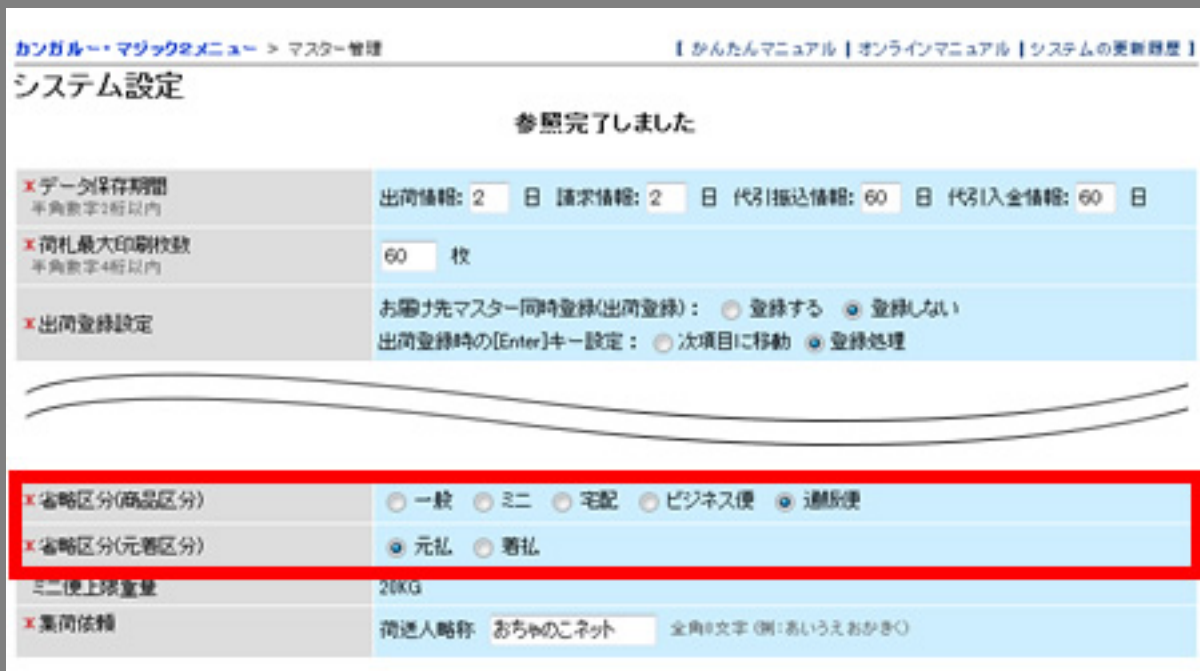 カンガルー・マジック2メニュー > マスター管理
【 かんたんマニュアル | オンラインマニュアル | システムの更新履歴 】
システム設定
参照完了しました
×データ保存期間
半角数字2桁以内
出荷情報: 2 日 請求情報: 2 日 代引振込情報: 60 日 代引入金情報: 60 日
×荷札最大印刷枚数
半角数字4桁以内
60 枚
×出荷登録設定
お届け先マスター同時登録(出荷登録): 登録する 登録しない
出荷登録時の[Enter]キー設定: 次項目に移動 登録処理
×省略区分(商品区分)
一般 ミニ 宅配 ビジネス便 通販便
×省略区分(元着区分)
元払 着払
ミニ便上限重量
20KG
×集荷依頼
荷送人略称 おちゃのこネット 全角8文字 (例:あいうえおかきく)